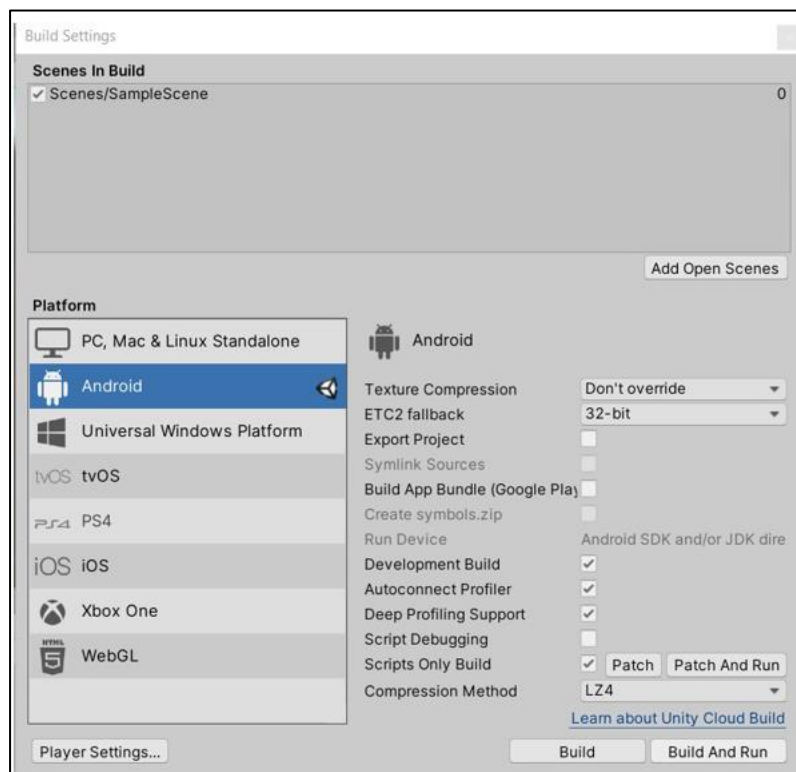 Build Settings
Scenes In Build
Scenes/SampleScene 0
Add Open Scenes
Platform
PC, Mac & Linux Standalone
Android
Universal Windows Platform
tvOS tvOS
PS4 PS4
iOS iOS
Xbox One
HTML 5 WebGL
Android
Texture Compression Don't override
ETC2 fallback 32-bit
Export Project
Symlink Sources
Build App Bundle (Google Play
Create symbols.zip
Run Device Android SDK and/or JDK dire
Development Build
Autoconnect Profiler
Deep Profiling Support
Script Debugging
Scripts Only Build Patch Patch And Run
Compression Method LZ4
Learn about Unity Cloud Build
Player Settings... Build Build And Run